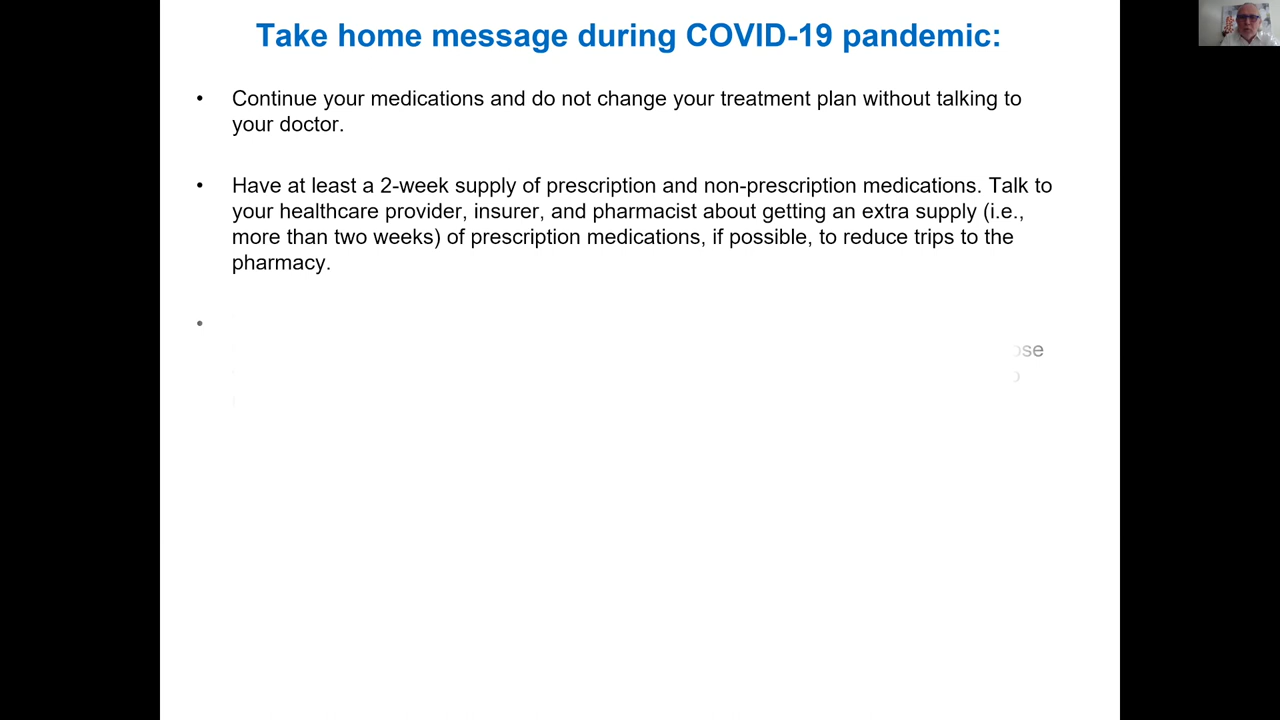 Take home message during COVID-19 pandemic:
• Continue your medications and do not change your treatment plan without talking to
your doctor.
• Have at least a 2-week supply of prescription and non-prescription medications. Talk to
your healthcare provider, insurer, and pharmacist about getting an extra supply (i.e.,
more than two weeks) of prescription medications, if possible, to reduce trips to the
pharmacy.
•